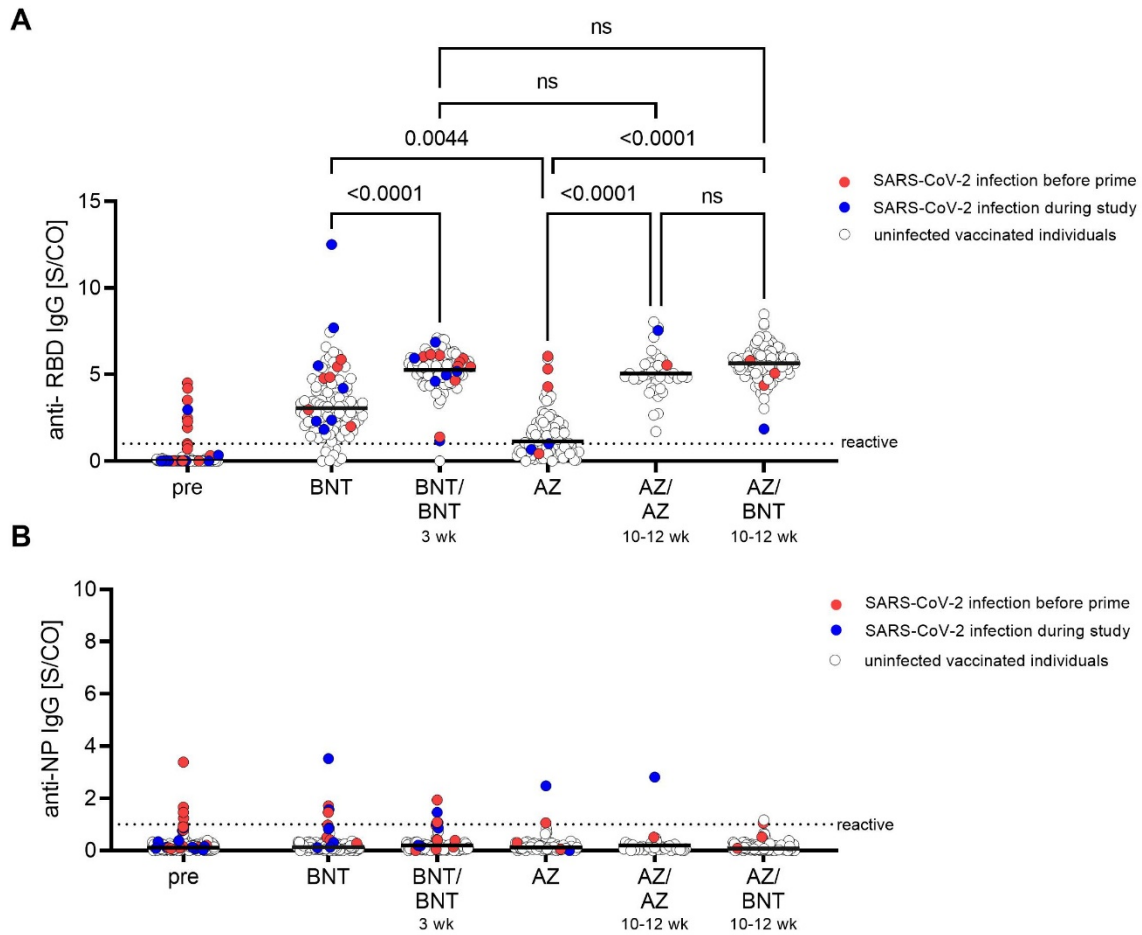 A
ns
ns
0.0044
<0.0001
<0.0001
<0.0001
ns
SARS-CoV-2 infection before prime
SARS-CoV-2 infection during study
uninfected vaccinated individuals
anti- RBD IgG [S/CO]
15
10
5
0
reactive
pre
BNT
BNT/
BNT
3 wk
AZ
AZ/
AZ
10-12 wk
AZ/
BNT
10-12 wk
B
SARS-CoV-2 infection before prime
SARS-CoV-2 infection during study
uninfected vaccinated individuals
anti-NP IgG [S/CO]
10
8
6
4
2
0
reactive
pre
BNT
BNT/
BNT
3 wk
AZ
AZ/
AZ
10-12 wk
AZ/
BNT
10-12 wk